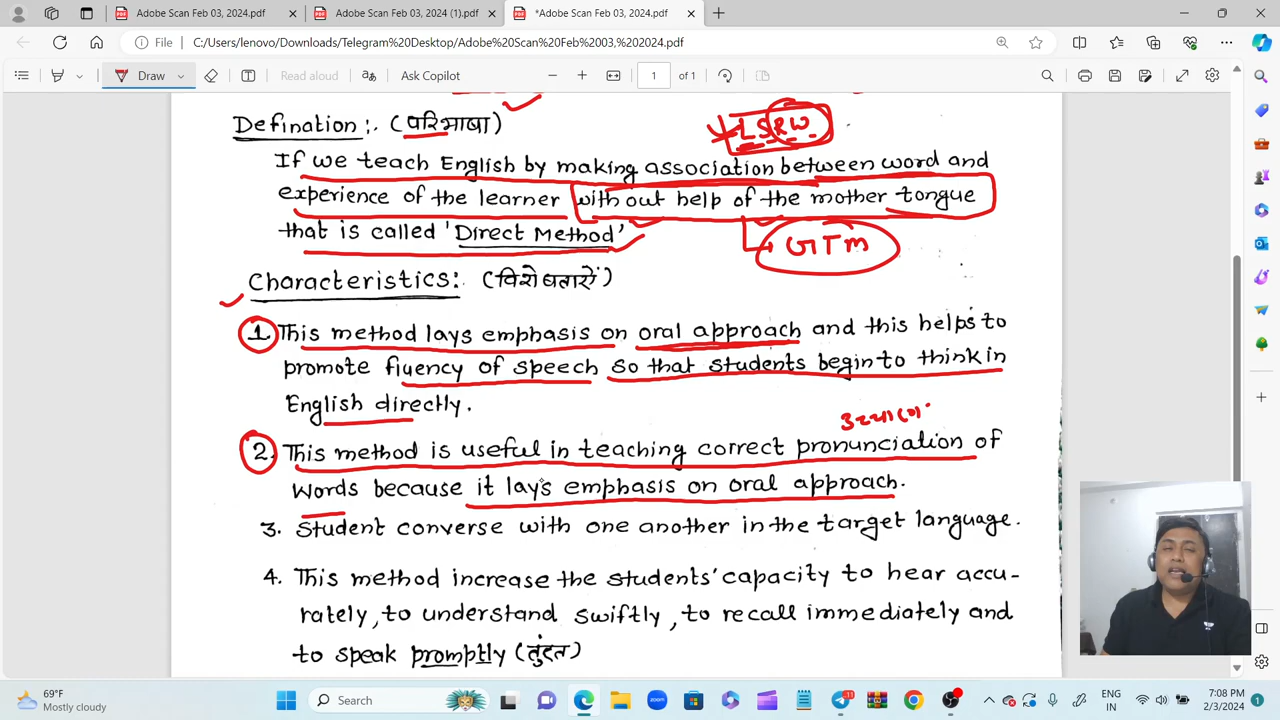 Adobe Scan Feb 03, 2024.pdf
Adobe Scan Feb 03, 2024 (1).pdf
*Adobe Scan Feb 03, 2024.pdf
File
C:/Users/lenovo/Downloads/Telegram%20Desktop/Adobe%20Scan%20Feb%2003,%202024.pdf
Draw
Read aloud
Ask Copilot
1 of 1
Defination:. (परिभाषा)
LSRW
If we teach English by making association between word and
experience of the learner with out help of the mother tongue
that is called 'Direct Method'
GTM
Characteristics:
1. This method lays emphasis on oral approach and this helps to
promote fluency of speech so that students begin to think in
English directly.
2. This method is useful in teaching correct pronunciation of
words because it lays emphasis on oral approach.
3. Student converse with one another in the target language.
4. This method increase the students' capacity to hear accu-
rately, to understand swiftly, to recall immediately and
to speak promptly
69°F
Mostly cloudy
Search
zoom
11
ENG
IN
7:08 PM
2/3/2024
1